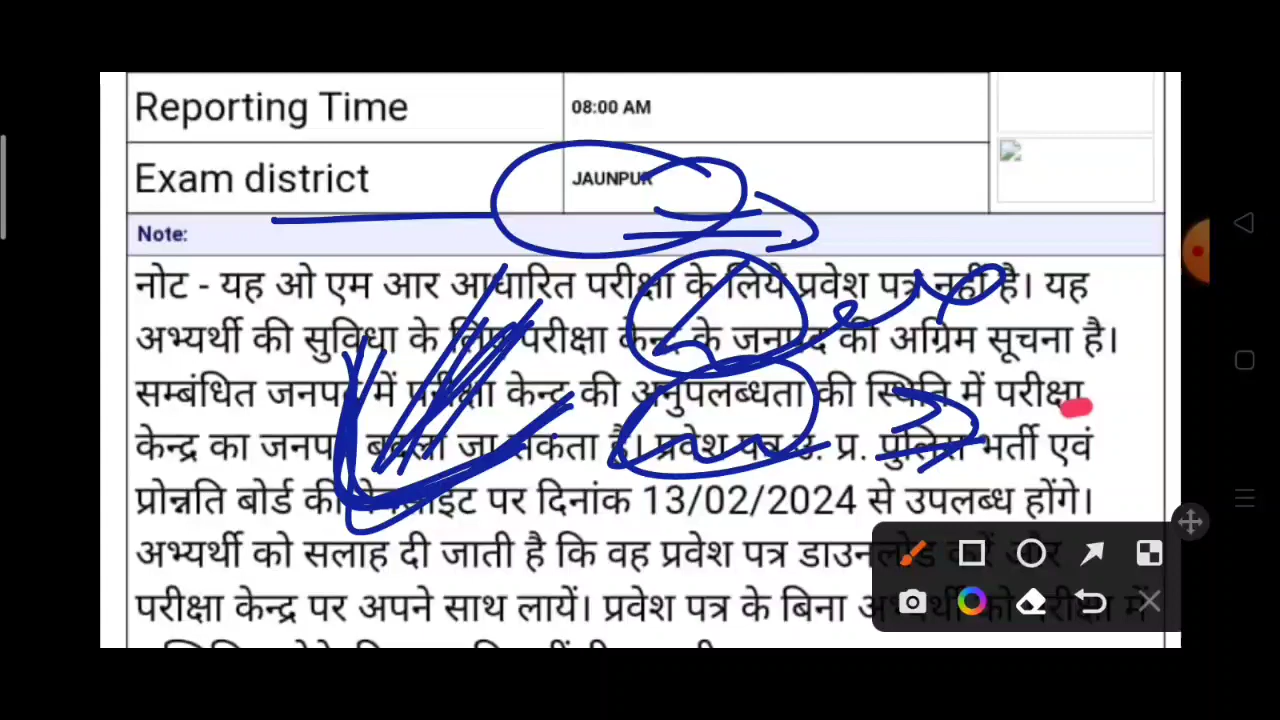 Reporting Time 08:00 AM
Exam district JAUNPUR
Note:
नोट - यह ओ एम आर आधारित परीक्षा के लिये प्रवेश पत्र नहीं है। यह
अभ्यर्थी की सुविधा के लिए परीक्षा केन्द्र के जनपद की अग्रिम सूचना है।
सम्बंधित जनपद में परीक्षा केन्द्र की अनुपलब्धता की स्थिति में परीक्षा
केन्द्र का जनपद बदला जा सकता है। प्रवेश पत्र उ. प्र. पुलिस भर्ती एवं
प्रोन्नति बोर्ड की वेबसाइट पर दिनांक 13/02/2024 से उपलब्ध होंगे।
अभ्यर्थी को सलाह दी जाती है कि वह प्रवेश पत्र डाउनलोड करें और
परीक्षा केन्द्र पर अपने साथ लायें। प्रवेश पत्र के बिना अभ्यर्थी को परीक्षा में